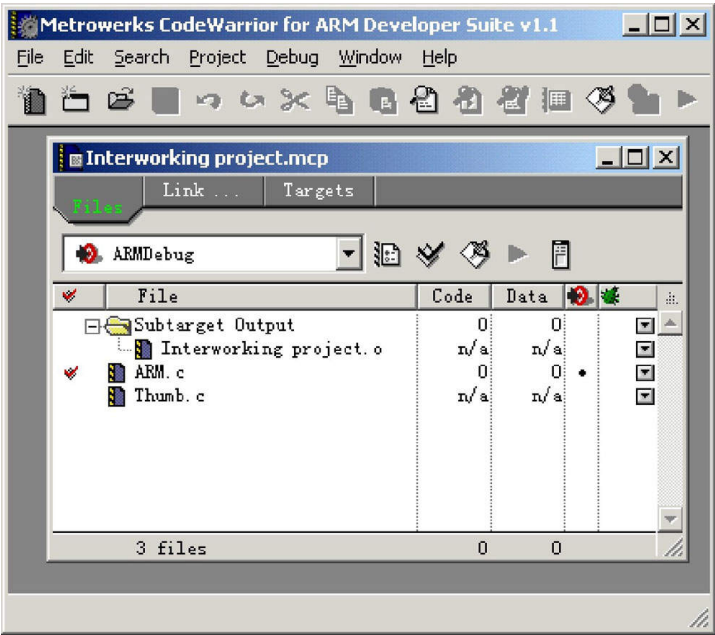 Metrowerks CodeWarrior for ARM Developer Suite v1.1
File Edit Search Project Debug Window Help
Interworking project.mcp
Files Link ... Targets
ARMDebug
File Code Data
Subtarget Output 0 0
Interworking project.o n/a n/a
ARM.c 0 0 •
Thumb.c n/a n/a
3 files 0 0